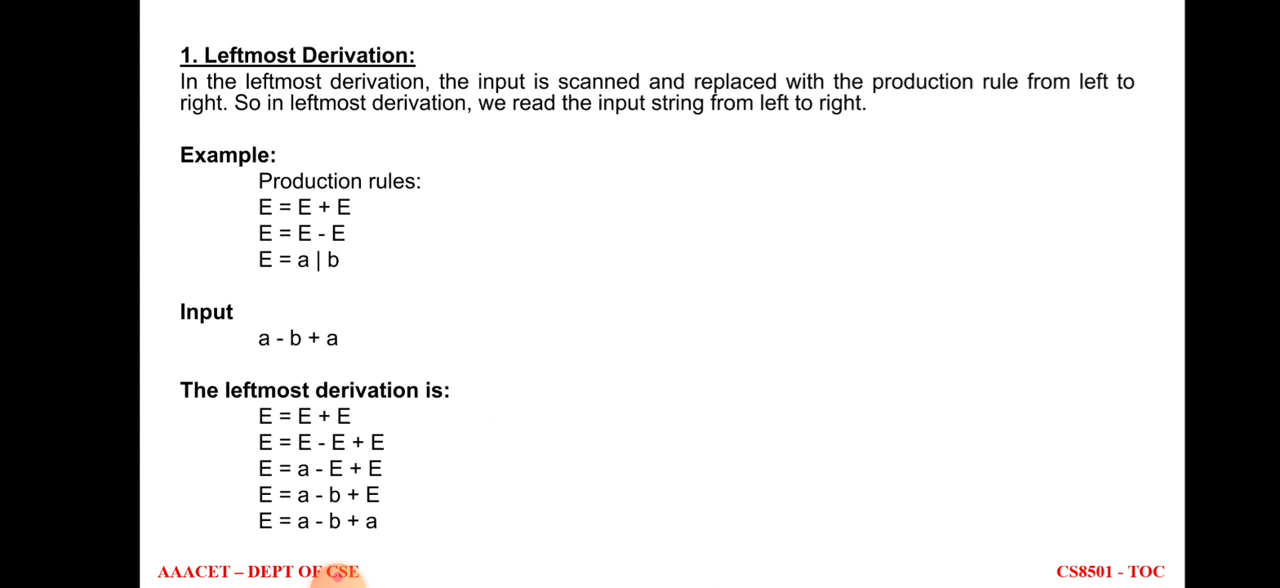 1. Leftmost Derivation:
In the leftmost derivation, the input is scanned and replaced with the production rule from left to
right. So in leftmost derivation, we read the input string from left to right.
Example:
Production rules:
E = E + E
E = E - E
E = a | b
Input
a - b + a
The leftmost derivation is:
E = E + E
E = E - E + E
E = a - E + E
E = a - b + E
E = a - b + a
AAACET – DEPT OF CSE
CS8501 - TOC